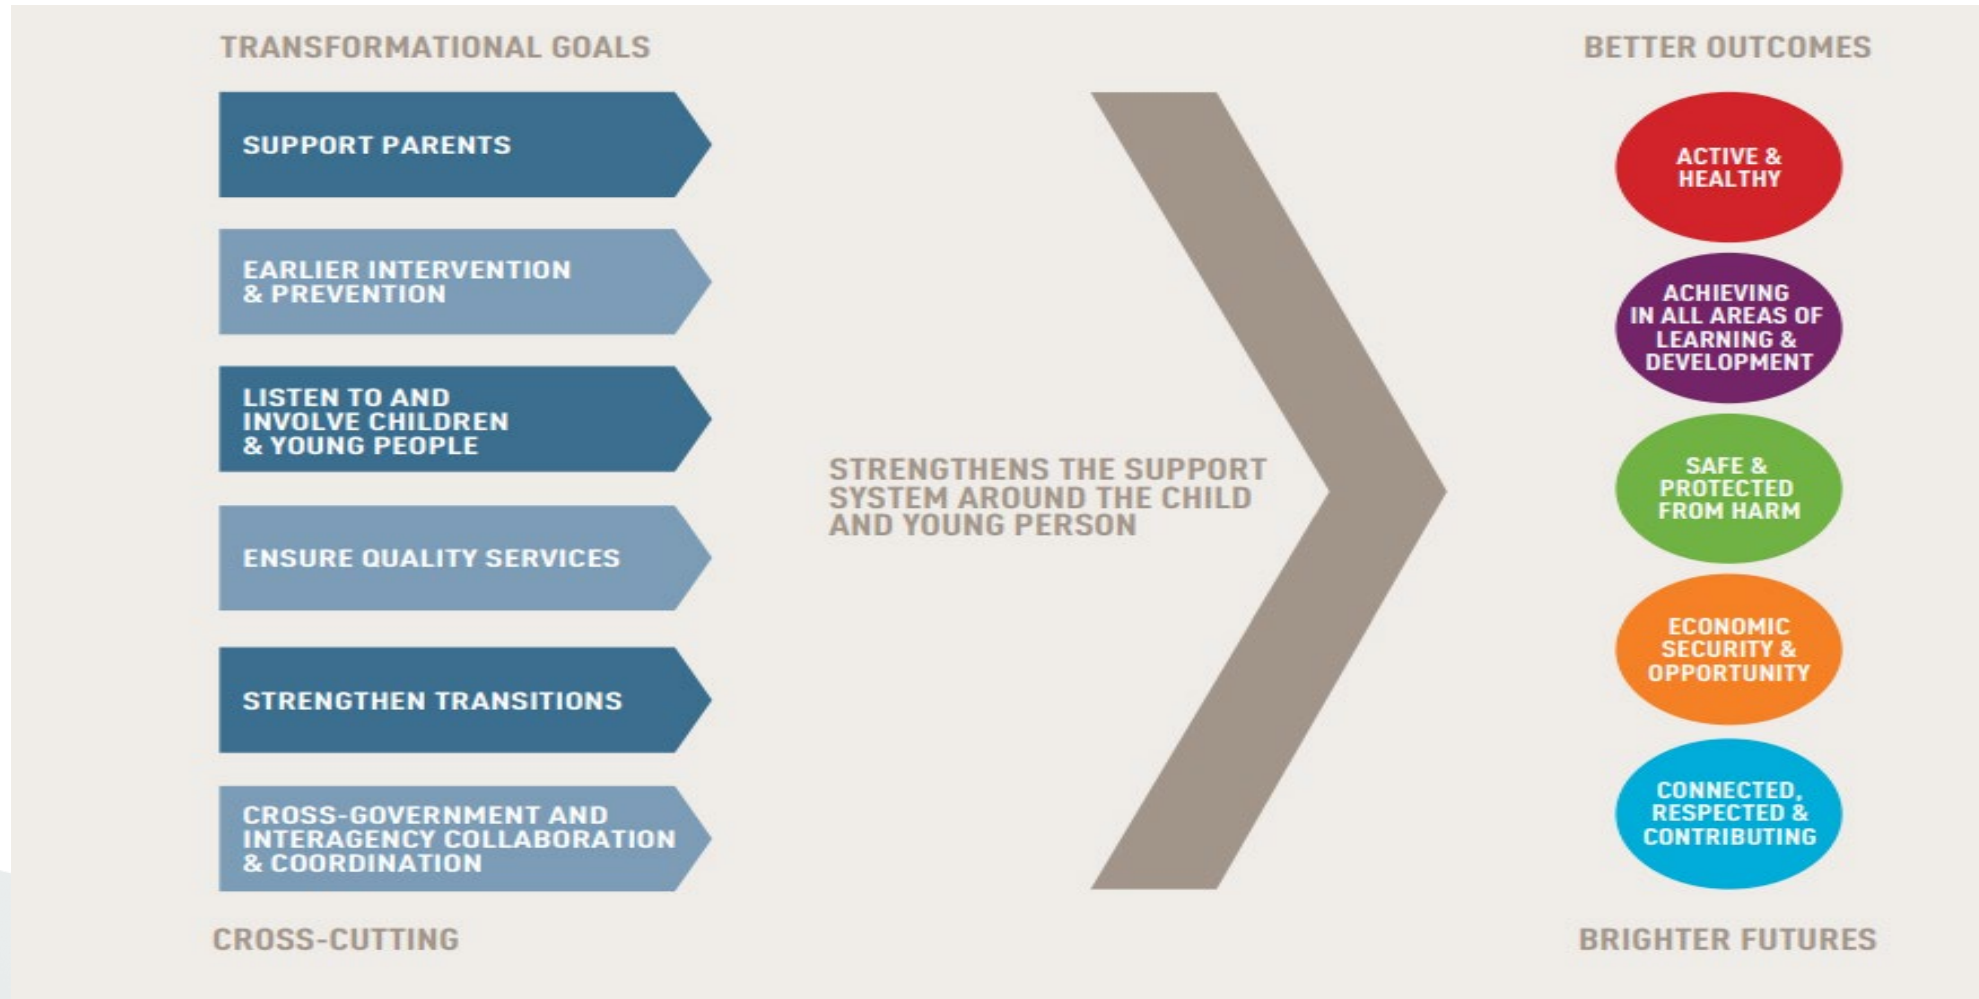 TRANSFORMATIONAL GOALS
SUPPORT PARENTS
EARLIER INTERVENTION
& PREVENTION
LISTEN TO AND
INVOLVE CHILDREN
& YOUNG PEOPLE
ENSURE QUALITY SERVICES
STRENGTHEN TRANSITIONS
CROSS-GOVERNMENT AND
INTERAGENCY COLLABORATION
& COORDINATION
CROSS-CUTTING
STRENGTHENS THE SUPPORT
SYSTEM AROUND THE CHILD
AND YOUNG PERSON
BETTER OUTCOMES
ACTIVE &
HEALTHY
ACHIEVING
IN ALL AREAS OF
LEARNING &
DEVELOPMENT
SAFE &
PROTECTED
FROM HARM
ECONOMIC
SECURITY &
OPPORTUNITY
CONNECTED,
RESPECTED &
CONTRIBUTING
BRIGHTER FUTURES